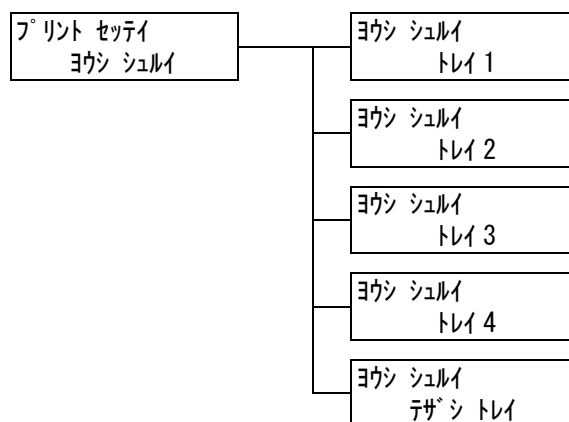 ﾌﾟﾘﾝﾄ ｾｯﾃｲ
ﾖｳｼ ｼｭﾙｲ
ﾖｳｼ ｼｭﾙｲ
ﾄﾚｲ 1
ﾖｳｼ ｼｭﾙｲ
ﾄﾚｲ 2
ﾖｳｼ ｼｭﾙｲ
ﾄﾚｲ 3
ﾖｳｼ ｼｭﾙｲ
ﾄﾚｲ 4
ﾖｳｼ ｼｭﾙｲ
ﾃｻﾞｼ ﾄﾚｲ